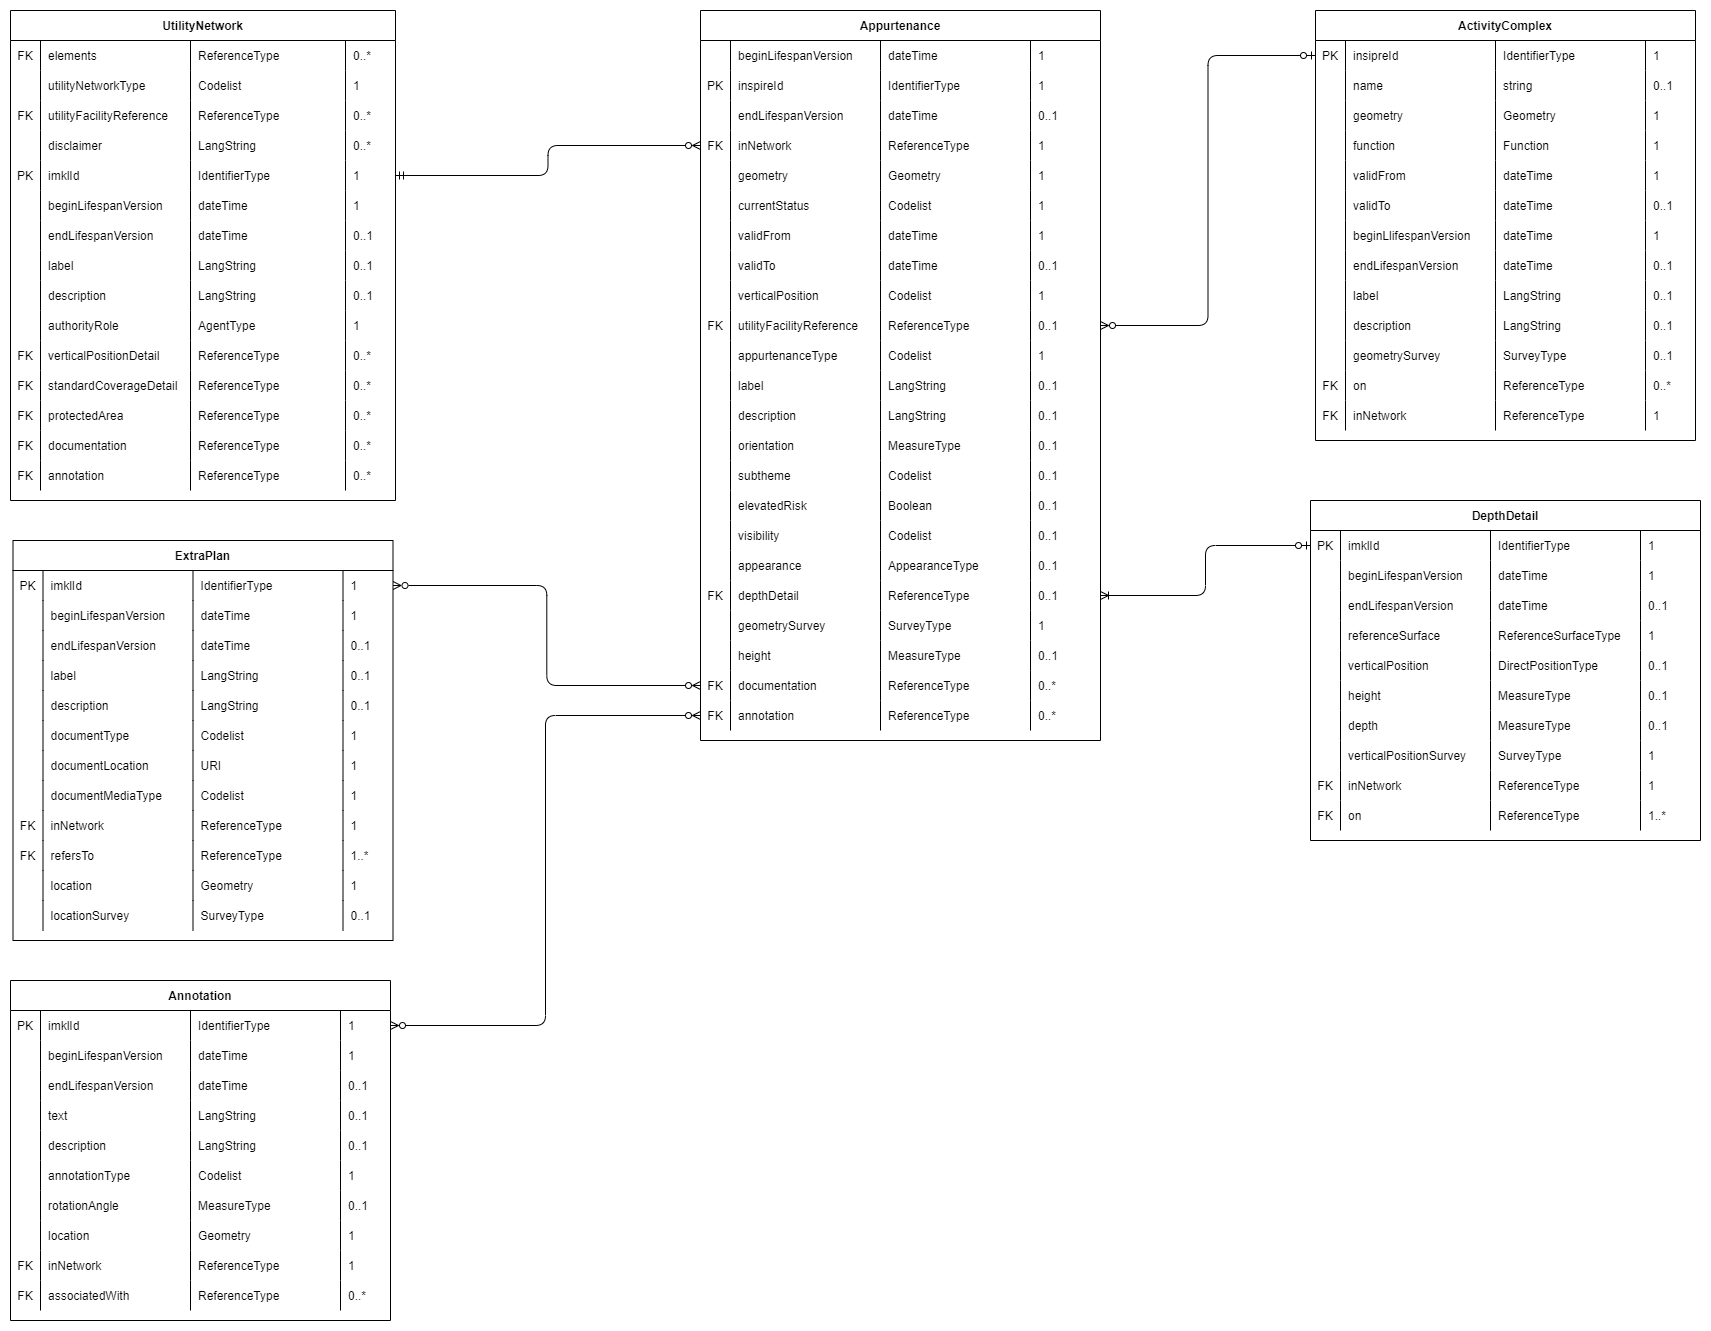 UtilityNetwork
FK elements ReferenceType 0..*
utilityNetworkType Codelist 1
FK utilityFacilityReference ReferenceType 0..*
disclaimer LangString 0..*
PK imklId IdentifierType 1
beginLifespanVersion dateTime 1
endLifespanVersion dateTime 0..1
label LangString 0..1
description LangString 0..1
authorityRole AgentType 1
FK verticalPositionDetail ReferenceType 0..*
FK standardCoverageDetail ReferenceType 0..*
FK protectedArea ReferenceType 0..*
FK documentation ReferenceType 0..*
FK annotation ReferenceType 0..*
ExtraPlan
PK imklId IdentifierType 1
beginLifespanVersion dateTime 1
endLifespanVersion dateTime 0..1
label LangString 0..1
description LangString 0..1
documentType Codelist 1
documentLocation URI 1
documentMediaType Codelist 1
FK inNetwork ReferenceType 1
FK refersTo ReferenceType 1..*
location Geometry 1
locationSurvey SurveyType 0..1
Annotation
PK imklId IdentifierType 1
beginLifespanVersion dateTime 1
endLifespanVersion dateTime 0..1
text LangString 0..1
description LangString 0..1
annotationType Codelist 1
rotationAngle MeasureType 0..1
location Geometry 1
FK inNetwork ReferenceType 1
FK associatedWith ReferenceType 0..*
Appurtenance
beginLifespanVersion dateTime 1
PK inspireId IdentifierType 1
endLifespanVersion dateTime 0..1
FK inNetwork ReferenceType 1
geometry Geometry 1
currentStatus Codelist 1
validFrom dateTime 1
validTo dateTime 0..1
verticalPosition Codelist 1
FK utilityFacilityReference ReferenceType 0..1
appurtenanceType Codelist 1
label LangString 0..1
description LangString 0..1
orientation MeasureType 0..1
subtheme Codelist 0..1
elevatedRisk Boolean 0..1
visibility Codelist 0..1
appearance AppearanceType 0..1
FK depthDetail ReferenceType 0..1
geometrySurvey SurveyType 1
height MeasureType 0..1
FK documentation ReferenceType 0..*
FK annotation ReferenceType 0..*
ActivityComplex
PK insipreId IdentifierType 1
name string 0..1
geometry Geometry 1
function Function 1
validFrom dateTime 1
validTo dateTime 0..1
beginLlifespanVersion dateTime 1
endLifespanVersion dateTime 0..1
label LangString 0..1
description LangString 0..1
geometrySurvey SurveyType 0..1
FK on ReferenceType 0..*
FK inNetwork ReferenceType 1
DepthDetail
PK imklId IdentifierType 1
beginLifespanVersion dateTime 1
endLifespanVersion dateTime 0..1
referenceSurface ReferenceSurfaceType 1
verticalPosition DirectPositionType 0..1
height MeasureType 0..1
depth MeasureType 0..1
verticalPositionSurvey SurveyType 1
FK inNetwork ReferenceType 1
FK on ReferenceType 1..*